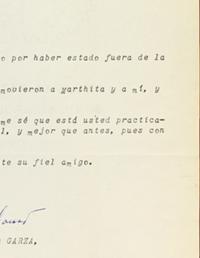 o por haber estado fuera de la
movieron a Marthita y a mí, y
me sé que está usted practica-
l, y mejor que antes, pues con
te su fiel amigo.
GARZA,